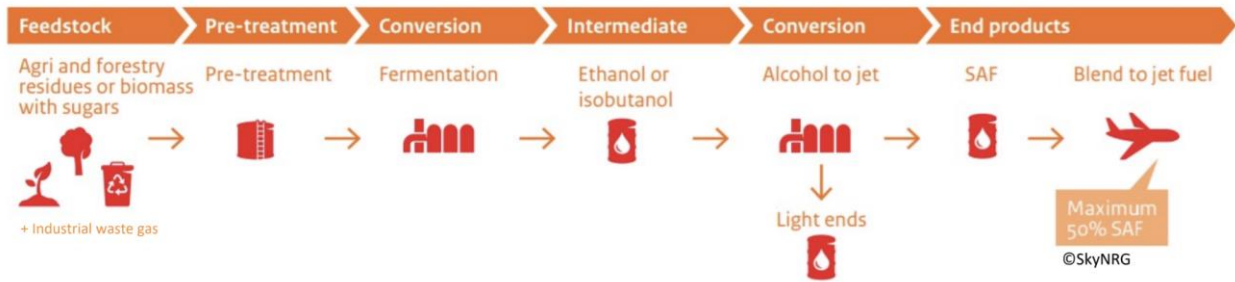 Feedstock
Pre-treatment
Conversion
Intermediate
Conversion
End products
Agri and forestry
residues or biomass
with sugars
Pre-treatment
Fermentation
Ethanol or
isobutanol
Alcohol to jet
SAF
Blend to jet fuel
+ Industrial waste gas
Light ends
Maximum
50% SAF
©SkyNRG